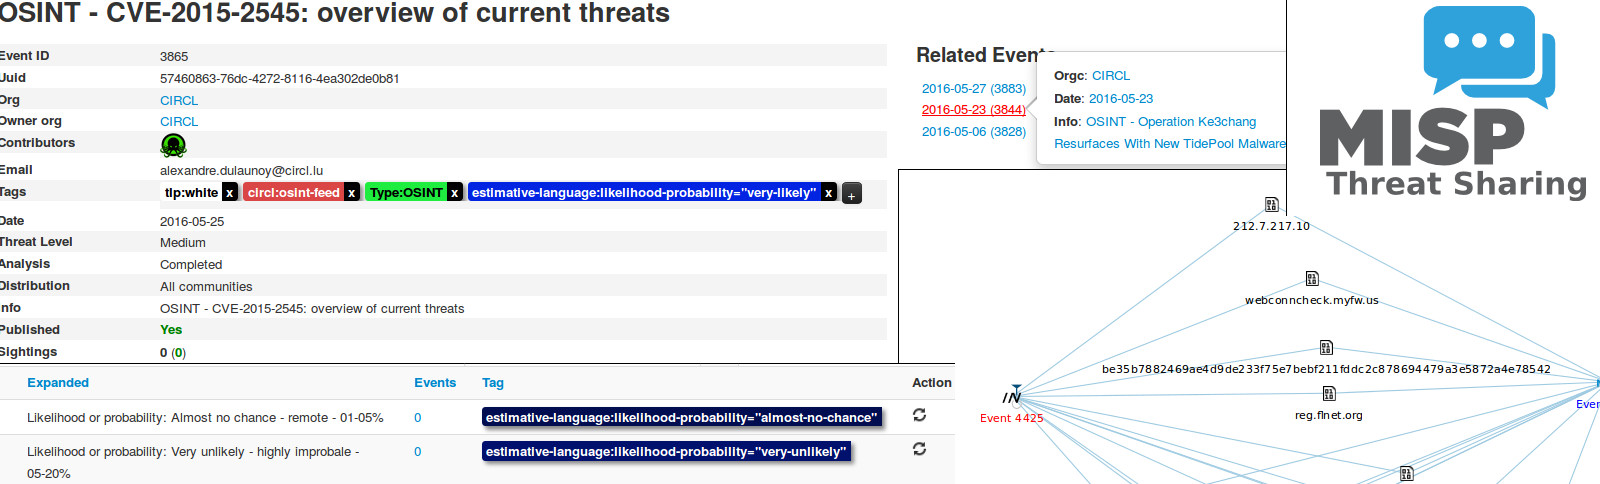 OSINT - CVE-2015-2545: overview of current threats
Event ID 3865
Uuid 57460863-76dc-4272-8116-4ea302de0b81
Org CIRCL
Owner org CIRCL
Contributors
Email alexandre.dulaunoy@circl.lu
Tags tlp:white x circl:osint-feed x Type:OSINT x estimative-language:likelihood-probability="very-likely" x +
Date 2016-05-25
Threat Level Medium
Analysis Completed
Distribution All communities
Info OSINT - CVE-2015-2545: overview of current threats
Published Yes
Sightings 0 (0)
Related Events
2016-05-27 (3883)
2016-05-23 (3844)
2016-05-06 (3828)
Orgc: CIRCL
Date: 2016-05-23
Info: OSINT - Operation Ke3chang
Resurfaces With New TidePool Malware
MISP
Threat Sharing
Expanded Events Tag Action
Likelihood or probability: Almost no chance - remote - 01-05% 0 estimative-language:likelihood-probability="almost-no-chance"
Likelihood or probability: Very unlikely - highly improbale - 0 estimative-language:likelihood-probability="very-unlikely"
05-20%
212.7.217.10
webconncheck.myfw.us
be35b7882469ae4d9de233f75e7bebf211fddc2c878694479a3e5872a4e78542
reg.flnet.org
Event 4425